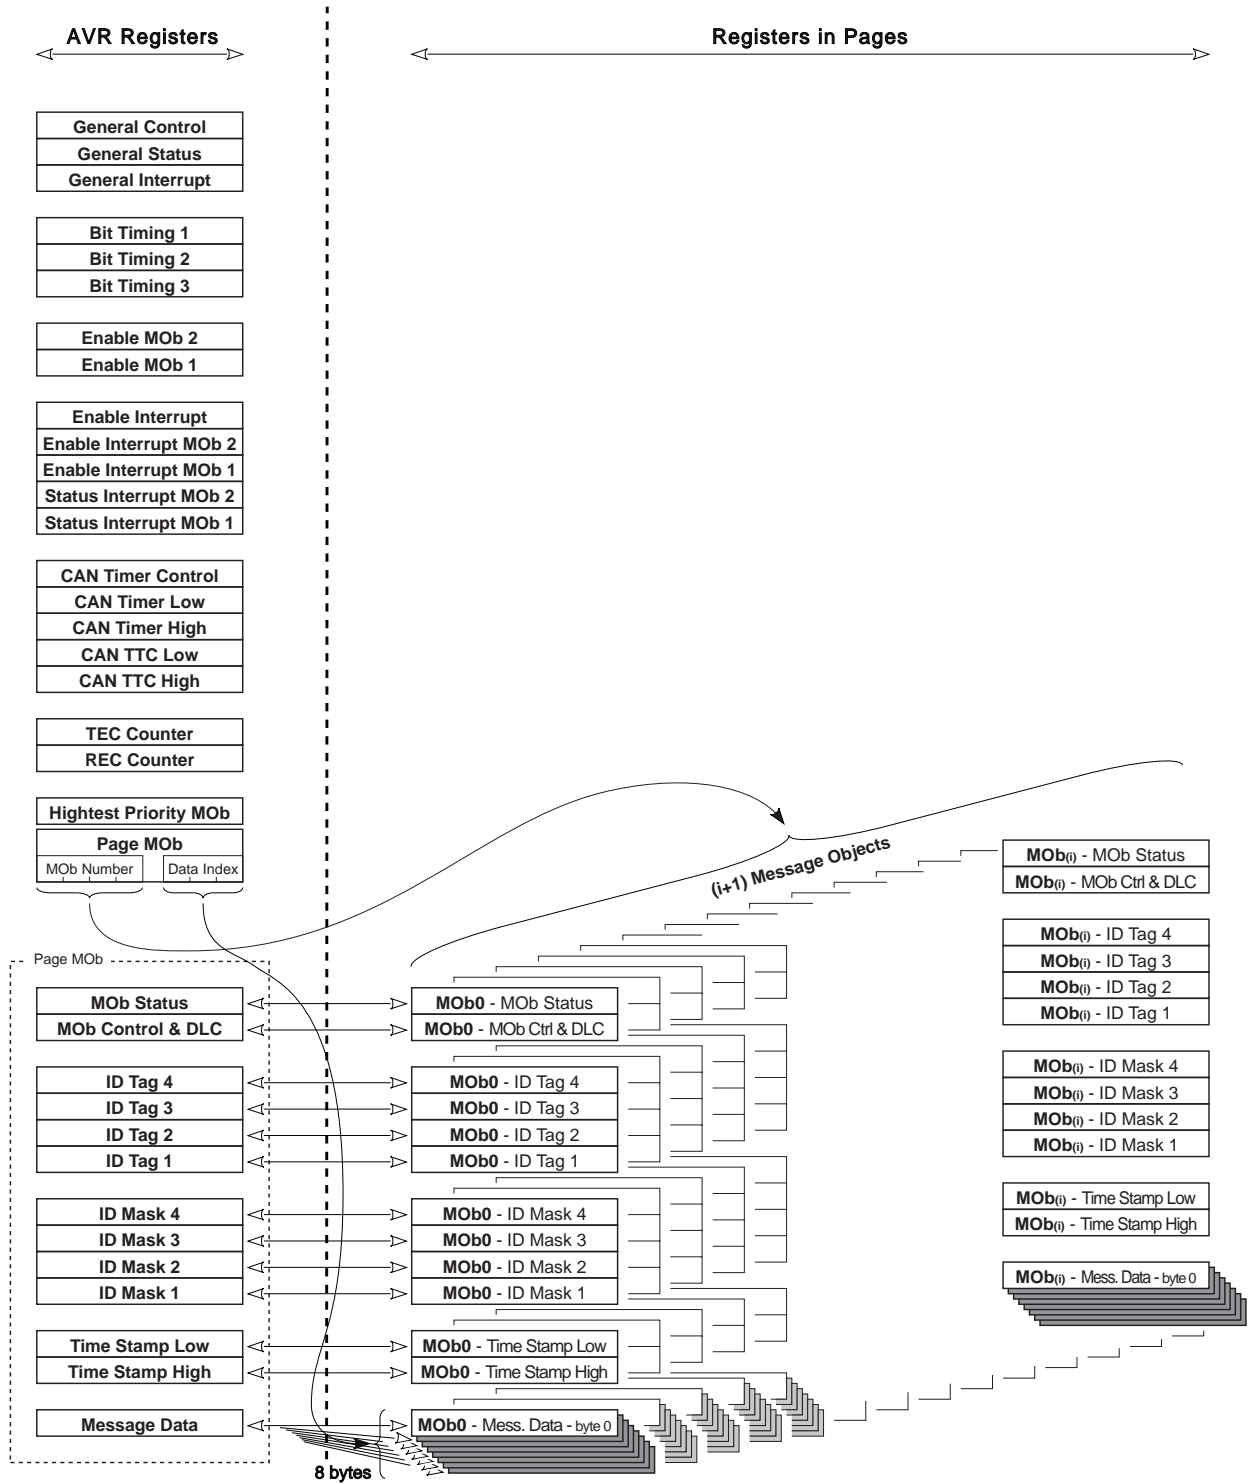 AVR Registers
Registers in Pages
General Control
General Status
General Interrupt
Bit Timing 1
Bit Timing 2
Bit Timing 3
Enable MOb 2
Enable MOb 1
Enable Interrupt
Enable Interrupt MOb 2
Enable Interrupt MOb 1
Status Interrupt MOb 2
Status Interrupt MOb 1
CAN Timer Control
CAN Timer Low
CAN Timer High
CAN TTC Low
CAN TTC High
TEC Counter
REC Counter
Hightest Priority MOb
Page MOb
MOb Number
Data Index
Page MOb
MOb Status
MOb Control & DLC
ID Tag 4
ID Tag 3
ID Tag 2
ID Tag 1
ID Mask 4
ID Mask 3
ID Mask 2
ID Mask 1
Time Stamp Low
Time Stamp High
Message Data
8 bytes
(i+1) Message Objects
MOb0 - MOb Status
MOb0 - MOb Ctrl & DLC
MOb0 - ID Tag 4
MOb0 - ID Tag 3
MOb0 - ID Tag 2
MOb0 - ID Tag 1
MOb0 - ID Mask 4
MOb0 - ID Mask 3
MOb0 - ID Mask 2
MOb0 - ID Mask 1
MOb0 - Time Stamp Low
MOb0 - Time Stamp High
MOb0 - Mess. Data - byte 0
MOb(i) - MOb Status
MOb(i) - MOb Ctrl & DLC
MOb(i) - ID Tag 4
MOb(i) - ID Tag 3
MOb(i) - ID Tag 2
MOb(i) - ID Tag 1
MOb(i) - ID Mask 4
MOb(i) - ID Mask 3
MOb(i) - ID Mask 2
MOb(i) - ID Mask 1
MOb(i) - Time Stamp Low
MOb(i) - Time Stamp High
MOb(i) - Mess. Data - byte 0